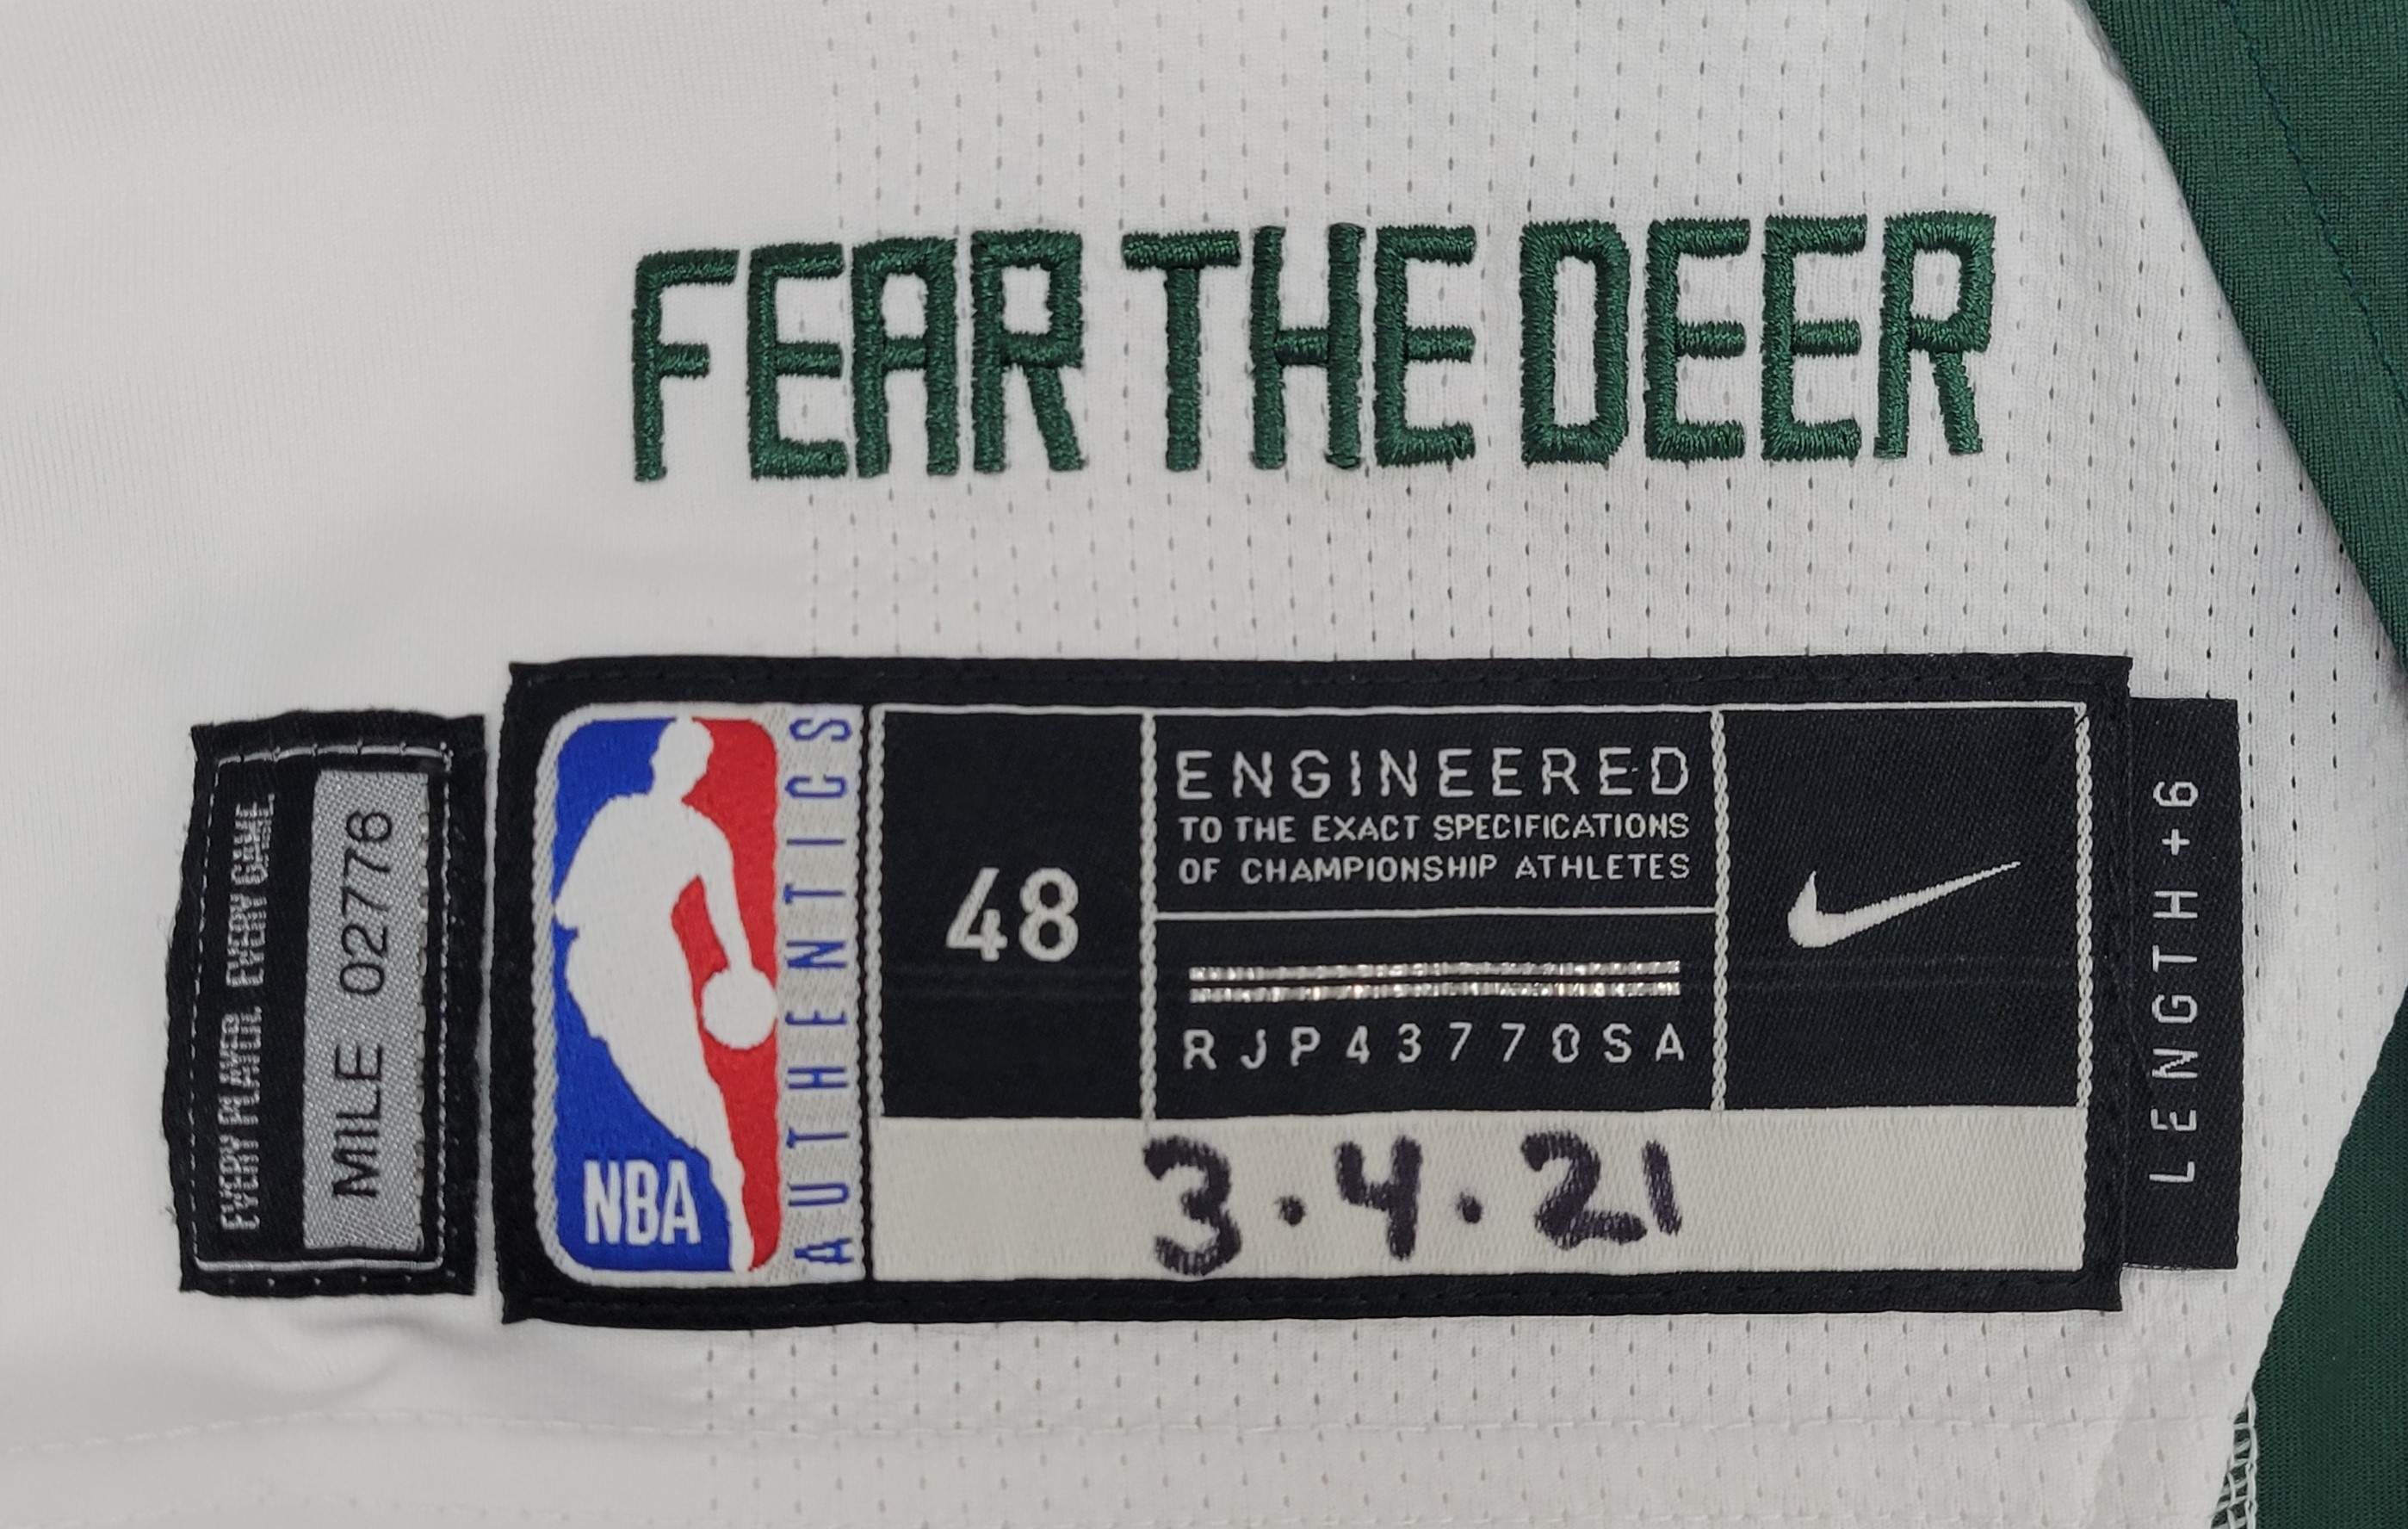 FEAR THE DEER
EVERY PLAYER. EVERY GAME.
MILE 02776
NBA
AUTHENTICS
48
ENGINEERED
TO THE EXACT SPECIFICATIONS
OF CHAMPIONSHIP ATHLETES
RJP43770SA
3.4.21
LENGTH +6